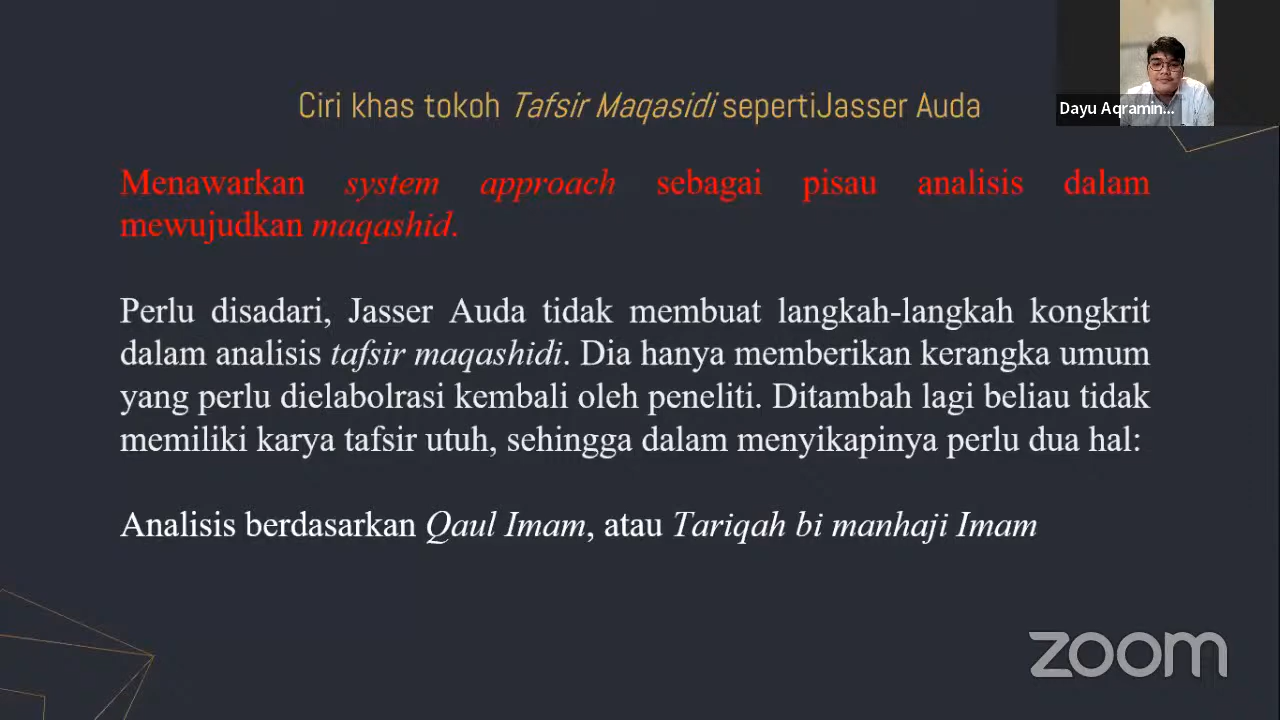 Ciri khas tokoh Tafsir Maqasidi sepertiJasser Auda
Dayu Aqramin...
Menawarkan system approach sebagai pisau analisis dalam
mewujudkan maqashid.
Perlu disadari, Jasser Auda tidak membuat langkah-langkah kongkrit
dalam analisis tafsir maqashidi. Dia hanya memberikan kerangka umum
yang perlu dielabolrasi kembali oleh peneliti. Ditambah lagi beliau tidak
memiliki karya tafsir utuh, sehingga dalam menyikapinya perlu dua hal:
Analisis berdasarkan Qaul Imam, atau Tariqah bi manhaji Imam
zoom